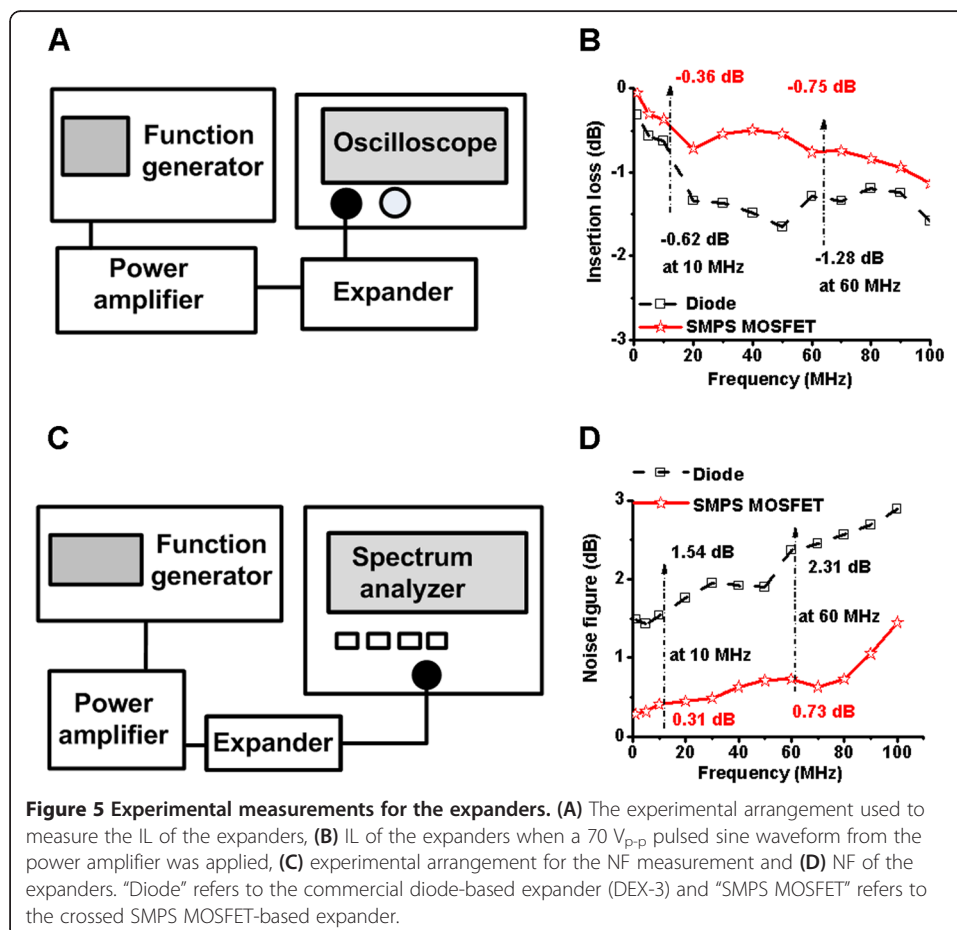 A
Function
generator
Oscilloscope
Power
amplifier
Expander
B
0
-1
-2
-3
Insertion loss (dB)
-0.36 dB
-0.75 dB
-0.62 dB
at 10 MHz
-1.28 dB
at 60 MHz
Diode
SMPS MOSFET
0 20 40 60 80 100
Frequency (MHz)
C
Function
generator
Spectrum
analyzer
Power
amplifier
Expander
D
Diode
SMPS MOSFET
3
2
1
0
Noise figure (dB)
1.54 dB
2.31 dB
at 60 MHz
at 10 MHz
0.31 dB
0.73 dB
0 20 40 60 80 100
Frequency (MHz)
Figure 5 Experimental measurements for the expanders. (A) The experimental arrangement used to
measure the IL of the expanders, (B) IL of the expanders when a 70 Vp-p pulsed sine waveform from the
power amplifier was applied, (C) experimental arrangement for the NF measurement and (D) NF of the
expanders. “Diode” refers to the commercial diode-based expander (DEX-3) and “SMPS MOSFET” refers to
the crossed SMPS MOSFET-based expander.